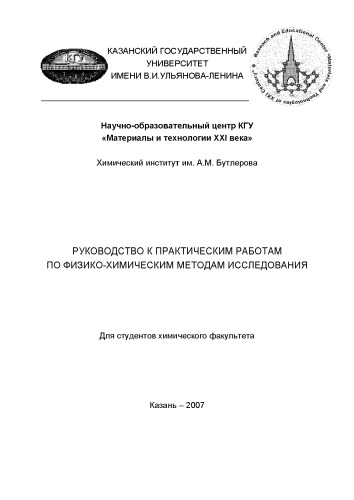 КАЗАНСКИЙ ГОСУДАРСТВЕННЫЙ
УНИВЕРСИТЕТ
ИМЕНИ В.И.УЛЬЯНОВА-ЛЕНИНА
КГУ
Research and Educational Center «Materials and Technologies of XXI Century»
Научно-образовательный центр КГУ
«Материалы и технологии XXI века»
Химический институт им. А.М. Бутлерова
РУКОВОДСТВО К ПРАКТИЧЕСКИМ РАБОТАМ
ПО ФИЗИКО-ХИМИЧЕСКИМ МЕТОДАМ ИССЛЕДОВАНИЯ
Для студентов химического факультета
Казань – 2007